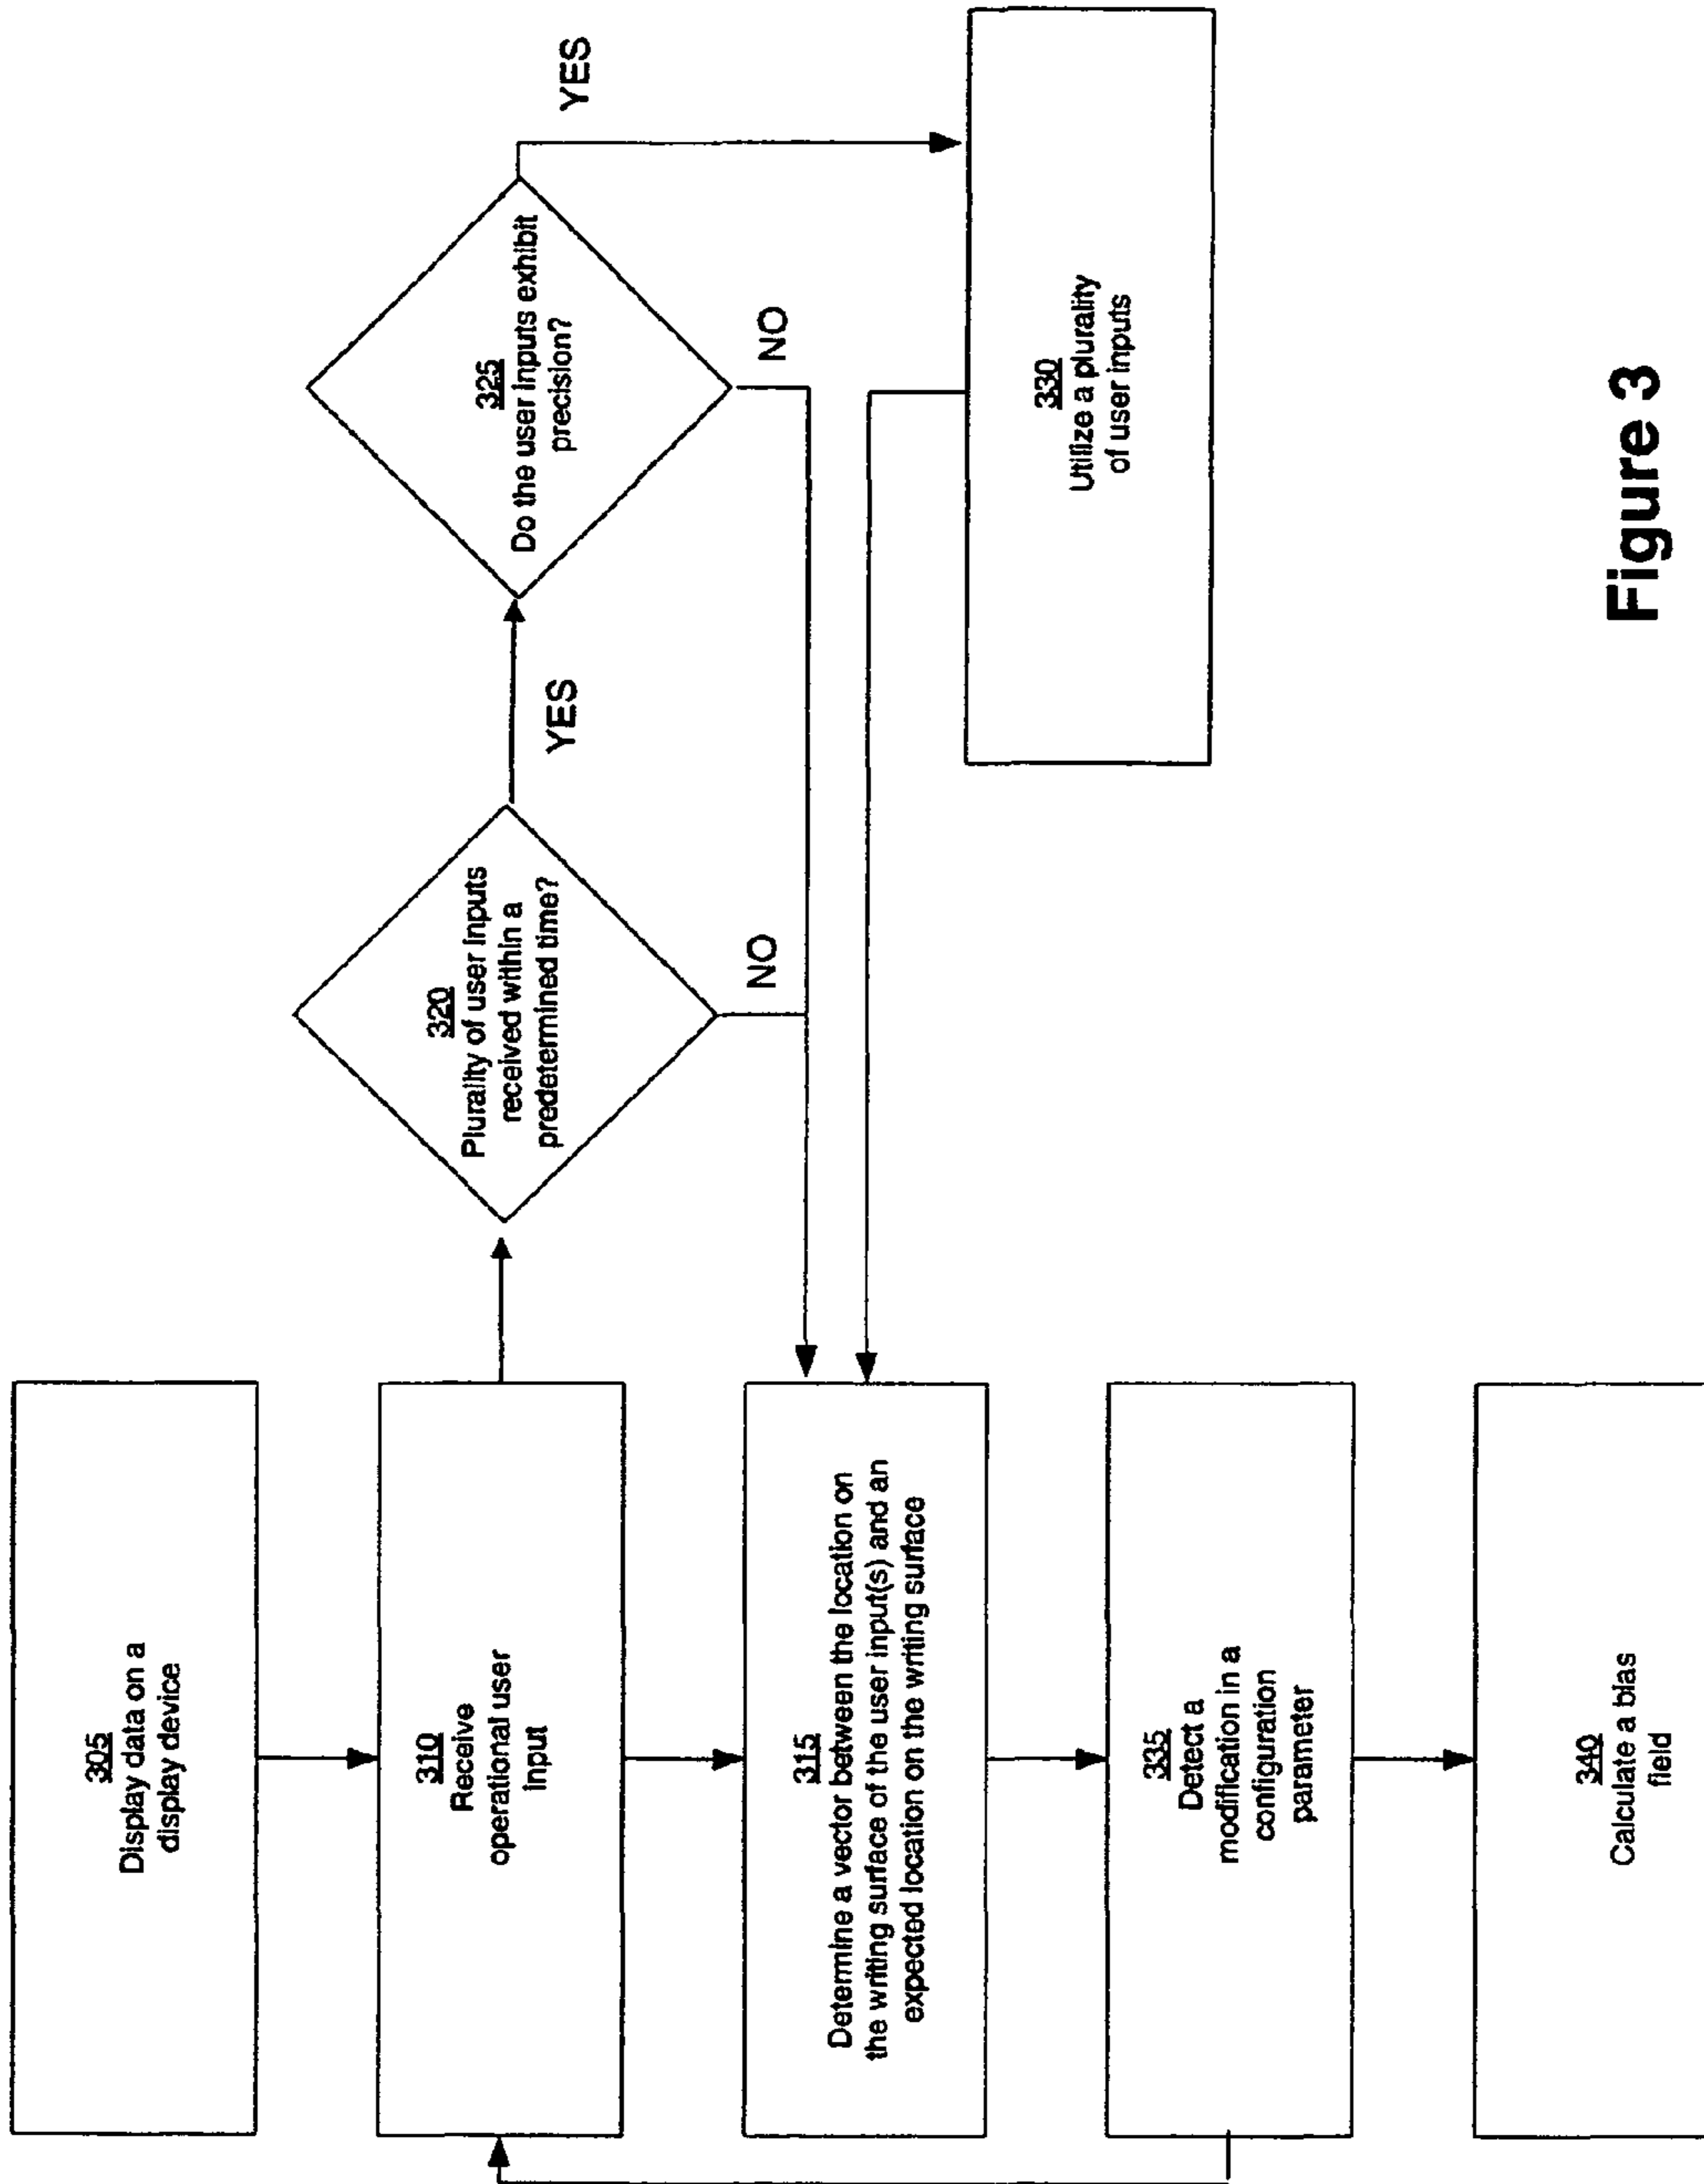 305
Display data on a
display device
310
Receive
operational user
input
320
Plurality of user inputs
received within a
predetermined time?
YES
NO
325
Do the user inputs exhibit
precision?
YES
NO
330
Utilize a plurality
of user inputs
315
Determine a vector between the location on
the writing surface of the user input(s) and an
expected location on the writing surface
335
Detect a
modification in a
configuration
parameter
340
Calculate a bias
field
Figure 3